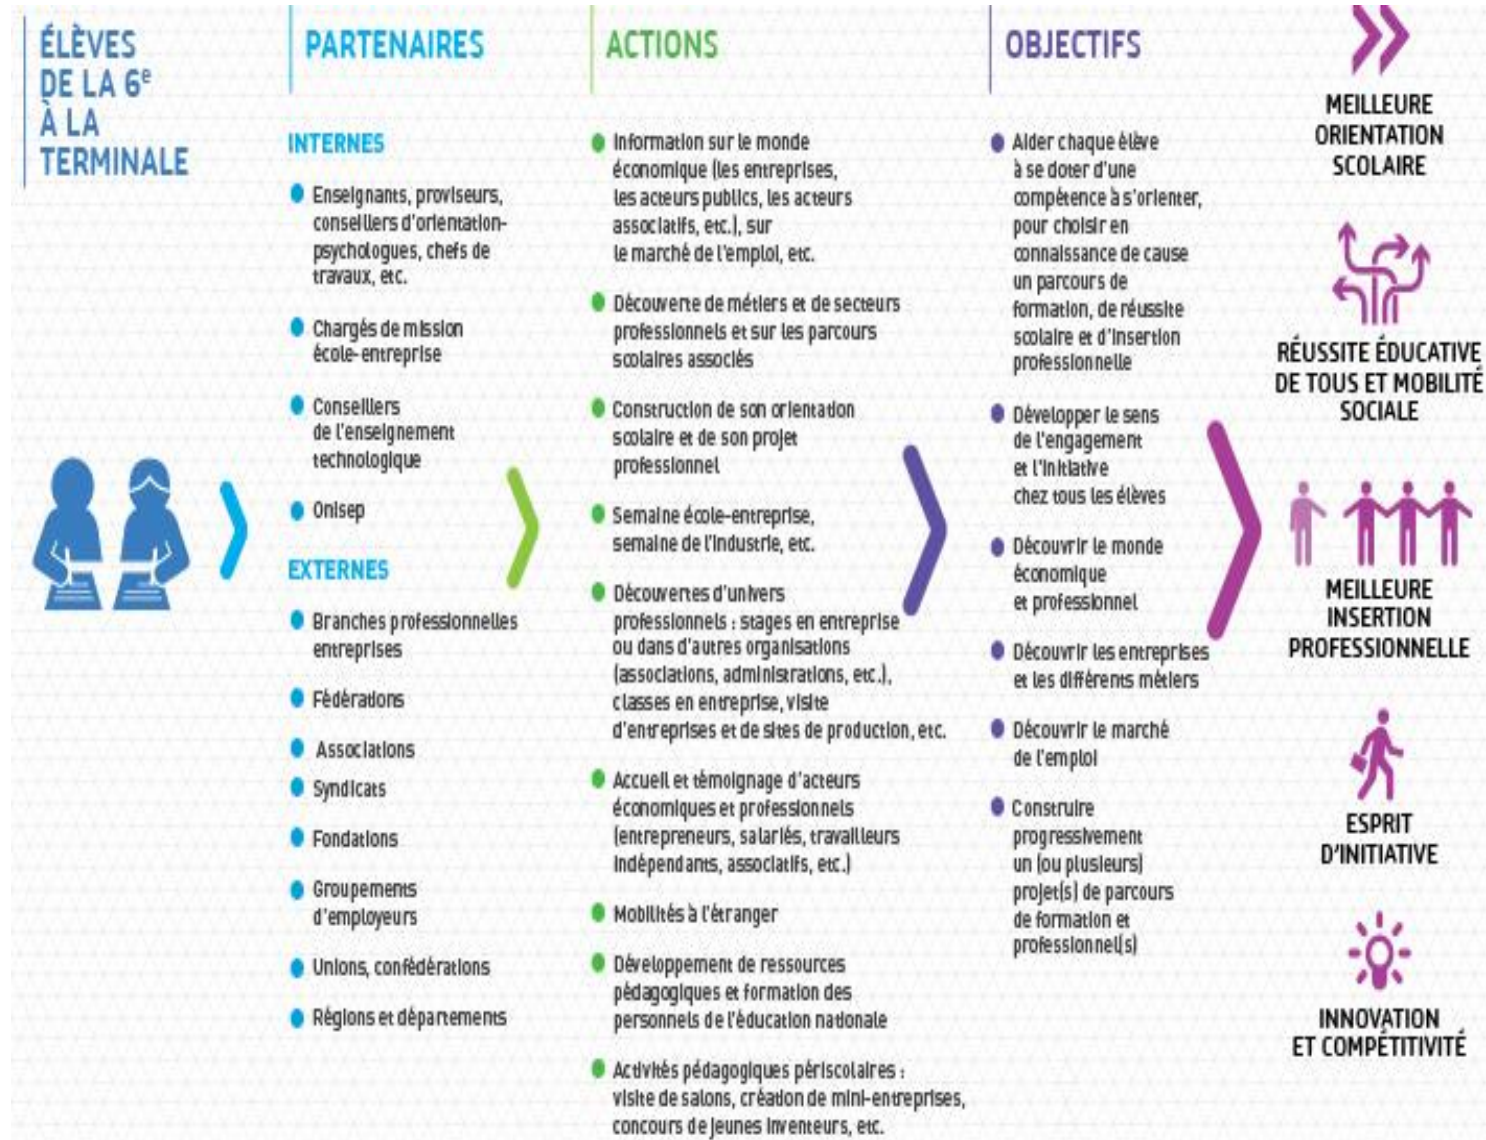 ÉLÈVES
DE LA 6e
À LA
TERMINALE
PARTENAIRES
INTERNES
Enseignants, proviseurs,
conseillers d'orientation-
psychologues, chefs de
travaux, etc.
Chargés de mission
école-entreprise
Conseillers
de l'enseignement
technologique
Onisep
EXTERNES
Branches professionnelles
entreprises
Fédérations
Associations
Syndicats
Fondations
Groupements
d'employeurs
Unions, confédérations
Régions et départements
ACTIONS
Information sur le monde
économique (les entreprises,
les acteurs publics, les acteurs
associatifs, etc.), sur
le marché de l'emploi, etc.
Découverte de métiers et de secteurs
professionnels et sur les parcours
scolaires associés
Construction de son orientation
scolaire et de son projet
professionnel
Semaine école-entreprise,
semaine de l'industrie, etc.
Découvertes d'univers
professionnels : stages en entreprise
ou dans d'autres organisations
(associations, administrations, etc.),
classes en entreprise, visite
d'entreprises et de sites de production, etc.
Accueil et témoignage d'acteurs
économiques et professionnels
(entrepreneurs, salariés, travailleurs
indépendants, associatifs, etc.)
Mobilités à l'étranger
Développement de ressources
pédagogiques et formation des
personnels de l'éducation nationale
Activités pédagogiques périscolaires :
visite de salons, création de mini-entreprises,
concours de jeunes inventeurs, etc.
OBJECTIFS
Aider chaque élève
à se doter d'une
compétence à s'orienter,
pour choisir en
connaissance de cause
un parcours de
formation, de réussite
scolaire et d'insertion
professionnelle
Développer le sens
de l'engagement
et l'initiative
chez tous les élèves
Découvrir le monde
économique
et professionnel
Découvrir les entreprises
et les différents métiers
Découvrir le marché
de l'emploi
Construire
progressivement
un (ou plusieurs)
projet(s) de parcours
de formation et
professionnel(s)
MEILLEURE
ORIENTATION
SCOLAIRE
RÉUSSITE ÉDUCATIVE
DE TOUS ET MOBILITÉ
SOCIALE
MEILLEURE
INSERTION
PROFESSIONNELLE
ESPRIT
D'INITIATIVE
INNOVATION
ET COMPÉTITIVITÉ